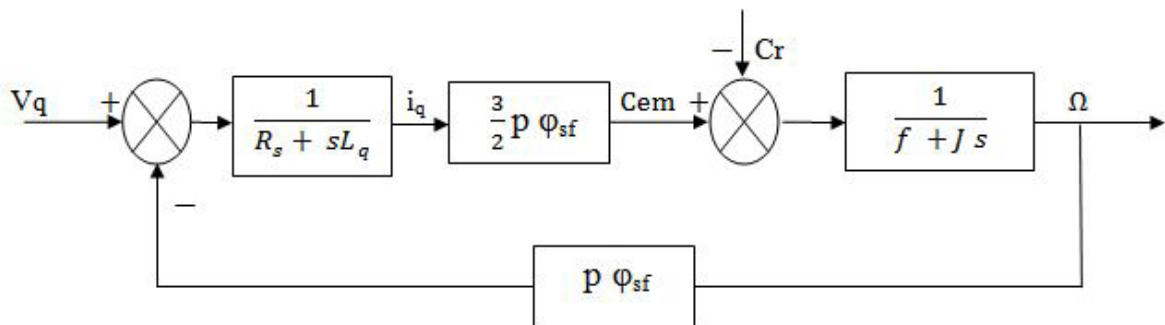 − Cr
Vq + 1 / (R_s + sL_q) i_q 3/2 p φ_sf Cem + 1 / (f + J s) Ω
−
p φ_sf